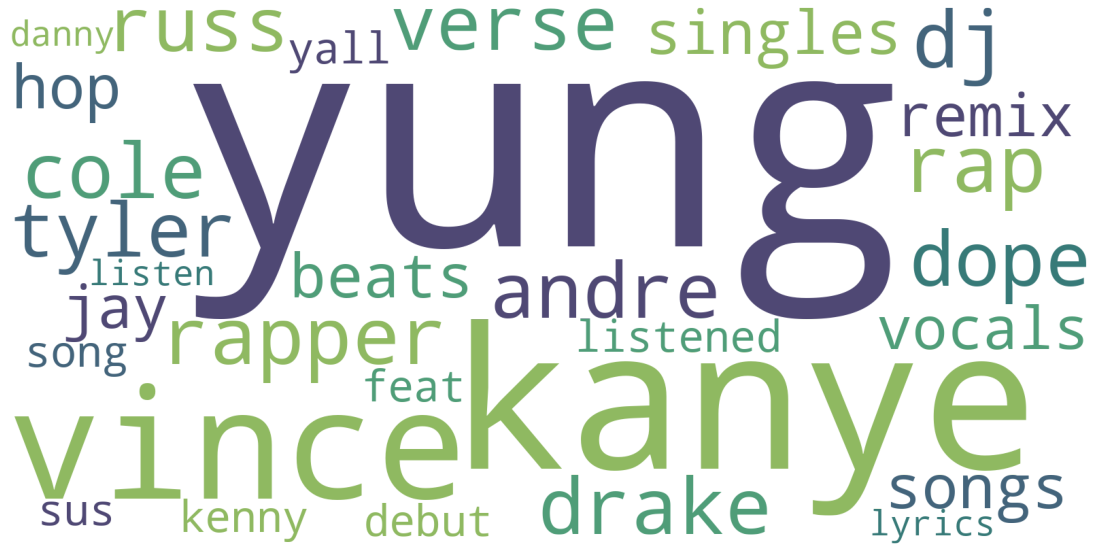 danny
russ
yall
verse
singles
dj
hop
yung
remix
cole
rap
tyler
listen
beats
andre
dope
jay
rapper
listened
vocals
song
feat
kanye
vince
sus
kenny
debut
drake
songs
lyrics